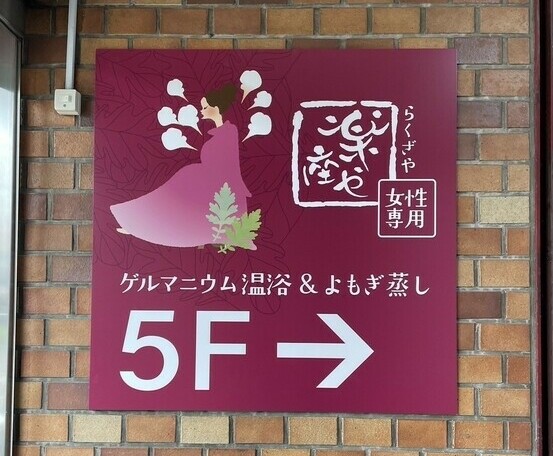 楽や座
らくざや
女性
専用
ゲルマニウム温浴＆よもぎ蒸し
5F→